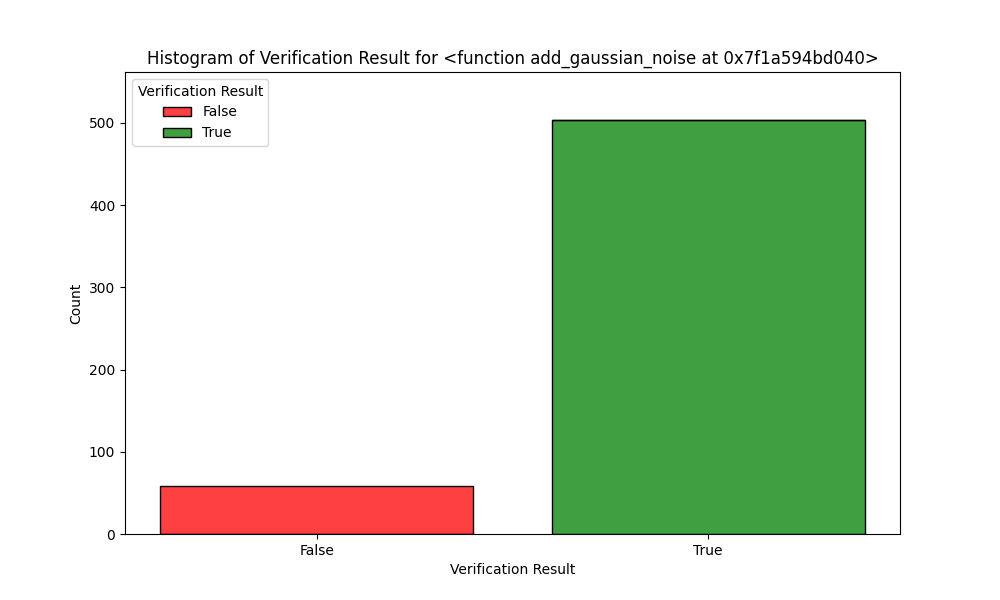 Histogram of Verification Result for <function add_gaussian_noise at 0x7f1a594bd040>
Verification Result
False
True
500
400
300
200
100
0
Count
False
True
Verification Result